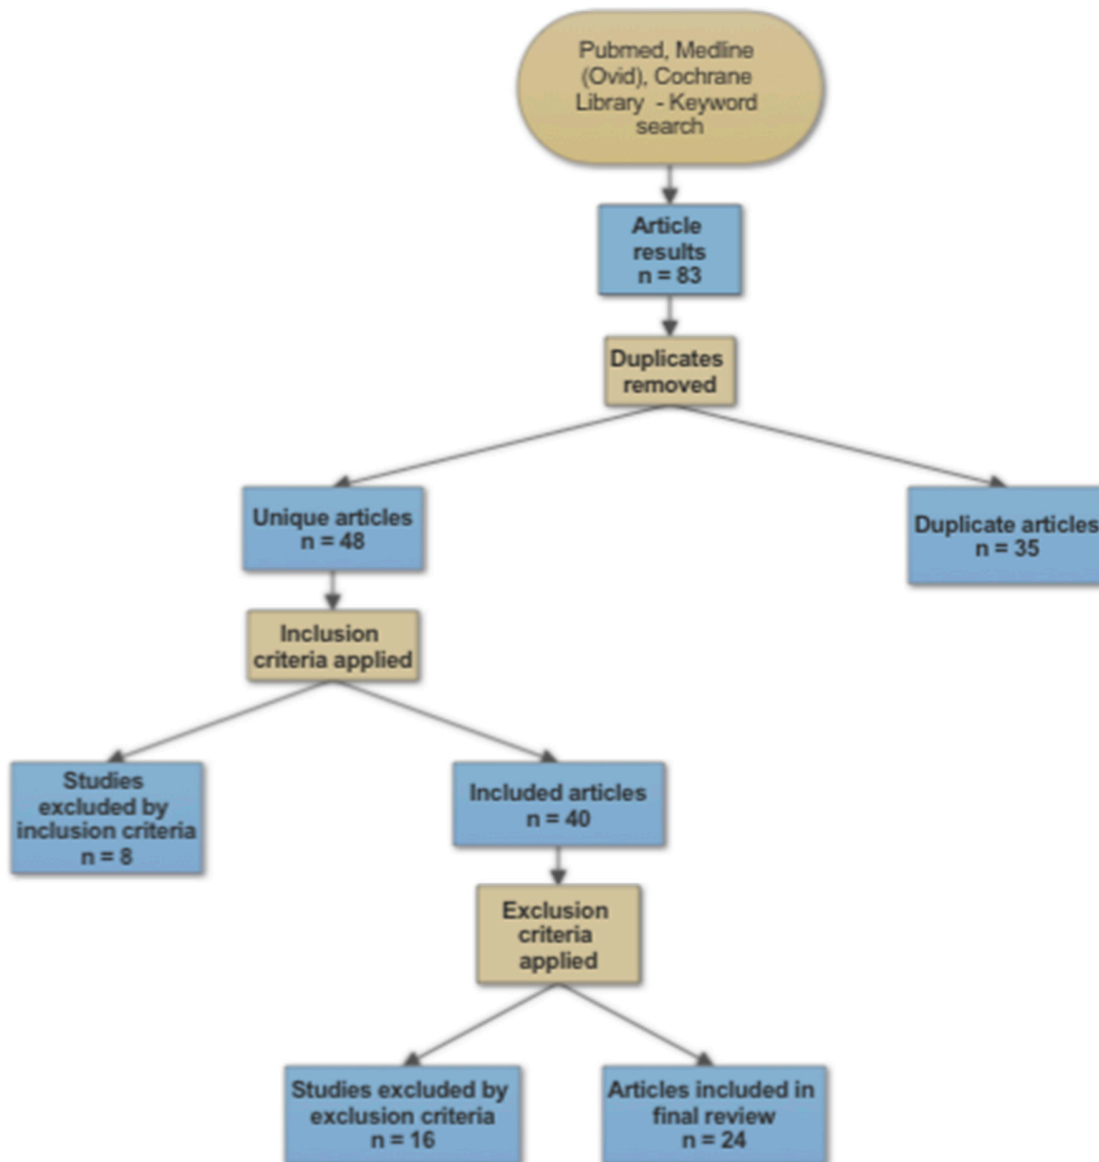 Pubmed, Medline
(Ovid), Cochrane
Library - Keyword
search
Article
results
n = 83
Duplicates
removed
Unique articles
n = 48
Duplicate articles
n = 35
Inclusion
criteria applied
Studies
excluded by
inclusion criteria
n = 8
Included articles
n = 40
Exclusion
criteria
applied
Studies excluded by
exclusion criteria
n = 16
Articles included in
final review
n = 24